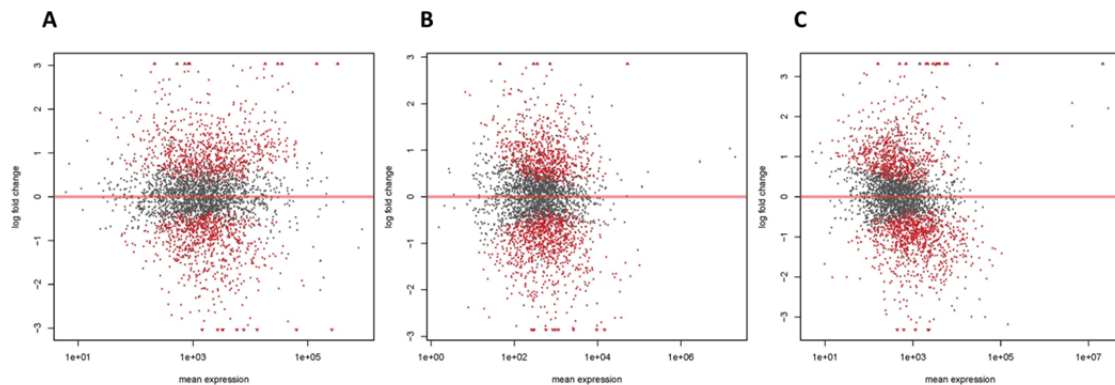 A B C
3
2
1
0
-1
-2
-3
log fold change
1e+01 1e+03 1e+05
mean expression
3
2
1
0
-1
-2
-3
log fold change
1e+00 1e+02 1e+04 1e+06
mean expression
3
2
1
0
-1
-2
-3
log fold change
1e+01 1e+03 1e+05 1e+07
mean expression